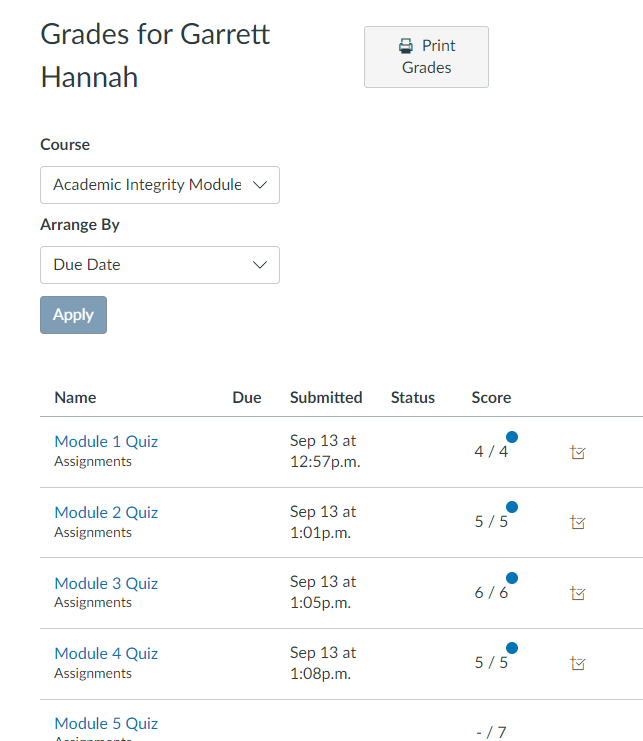 Grades for Garrett
Hannah
Print
Grades
Course
Academic Integrity Module
Arrange By
Due Date
Apply
Name Due Submitted Status Score
Module 1 Quiz
Assignments
Sep 13 at
12:57p.m.
4 / 4
Module 2 Quiz
Assignments
Sep 13 at
1:01p.m.
5 / 5
Module 3 Quiz
Assignments
Sep 13 at
1:05p.m.
6 / 6
Module 4 Quiz
Assignments
Sep 13 at
1:08p.m.
5 / 5
Module 5 Quiz
- / 7